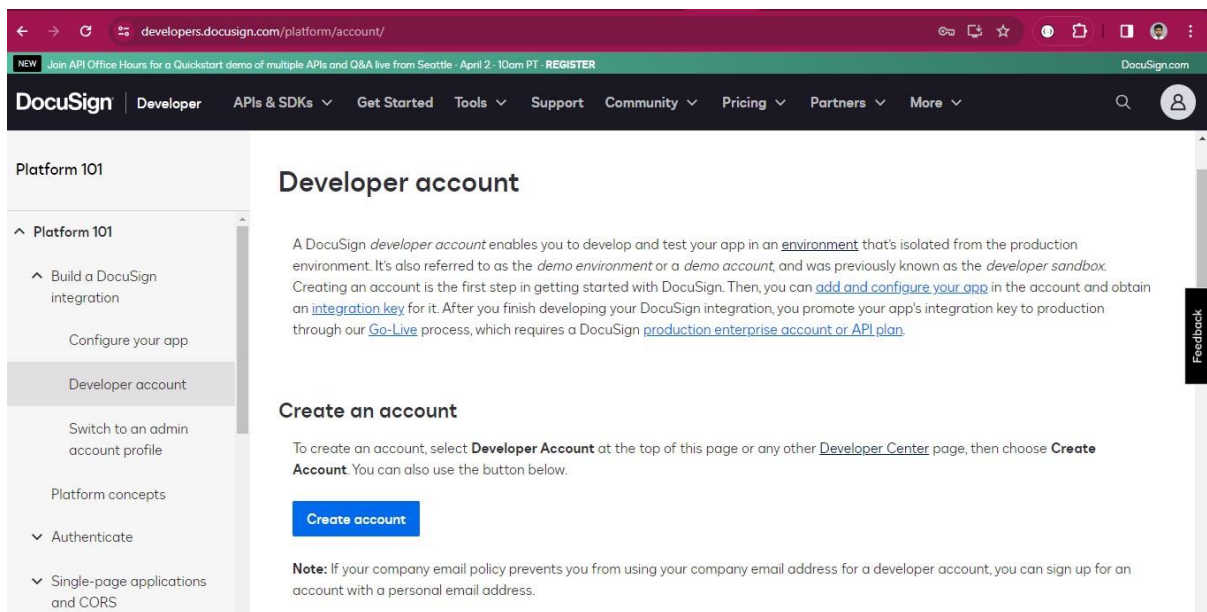 developers.docusign.com/platform/account/
NEW Join API Office Hours for a Quickstart demo of multiple APIs and Q&A live from Seattle - April 2 - 10am PT - REGISTER DocuSign.com
DocuSign | Developer APIs & SDKs Get Started Tools Support Community Pricing Partners More
Platform 101
Platform 101
Build a DocuSign
integration
Configure your app
Developer account
Switch to an admin
account profile
Platform concepts
Authenticate
Single-page applications
and CORS
Developer account
A DocuSign developer account enables you to develop and test your app in an environment that's isolated from the production
environment. It's also referred to as the demo environment or a demo account, and was previously known as the developer sandbox.
Creating an account is the first step in getting started with DocuSign. Then, you can add and configure your app in the account and obtain
an integration key for it. After you finish developing your DocuSign integration, you promote your app's integration key to production
through our Go-Live process, which requires a DocuSign production enterprise account or API plan.
Create an account
To create an account, select Developer Account at the top of this page or any other Developer Center page, then choose Create
Account. You can also use the button below.
Create account
Note: If your company email policy prevents you from using your company email address for a developer account, you can sign up for an
account with a personal email address.
Feedback